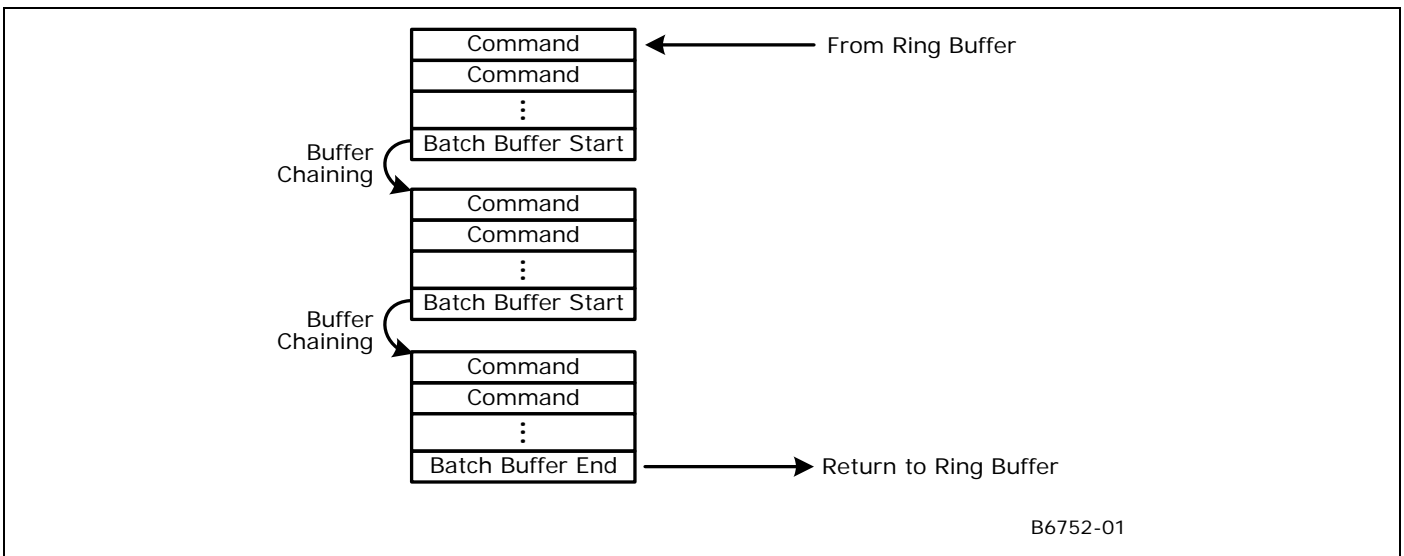 Command
From Ring Buffer
Command
⋮
Batch Buffer Start
Buffer
Chaining
Command
Command
⋮
Batch Buffer Start
Buffer
Chaining
Command
Command
⋮
Batch Buffer End
Return to Ring Buffer
B6752-01